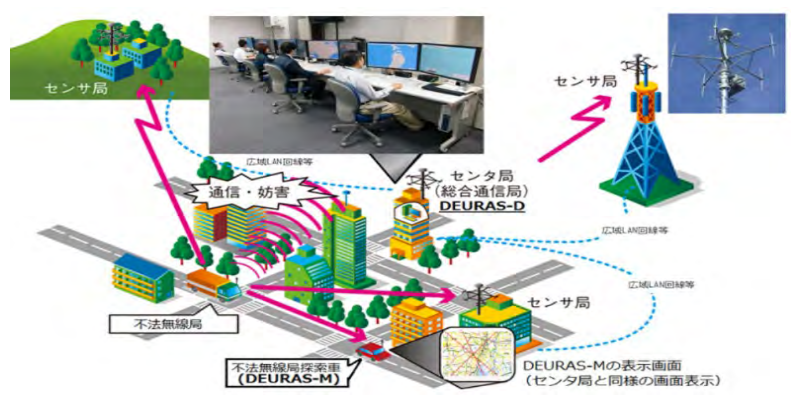 センサ局
センサ局
広域LAN回線等
センタ局
(総合通信局)
DEURAS-D
通信・妨害
広域LAN回線等
広域LAN回線等
センサ局
不法無線局
不法無線局探索車
(DEURAS-M)
DEURAS-Mの表示画面
(センタ局と同様の画面表示)